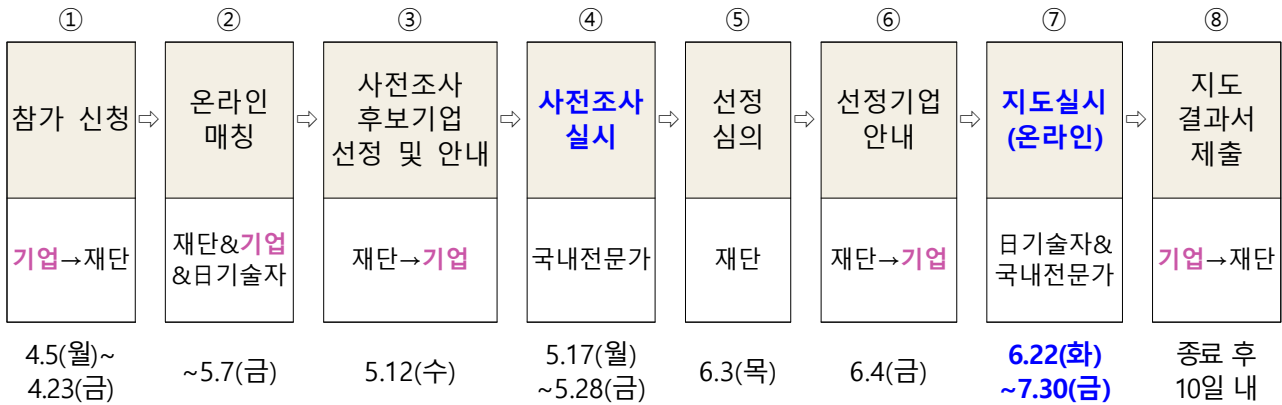 ①
②
③
④
⑤
⑥
⑦
⑧
참가 신청
⇨
온라인
매칭
⇨
사전조사
후보기업
선정 및 안내
⇨
사전조사
실시
⇨
선정
심의
⇨
선정기업
안내
⇨
지도실시
(온라인)
⇨
지도
결과서
제출
기업→재단
재단&기업
&日기술자
재단→기업
국내전문가
재단
재단→기업
日기술자&
국내전문가
기업→재단
4.5(월)~
4.23(금)
~5.7(금)
5.12(수)
5.17(월)
~5.28(금)
6.3(목)
6.4(금)
6.22(화)
~7.30(금)
종료 후
10일 내